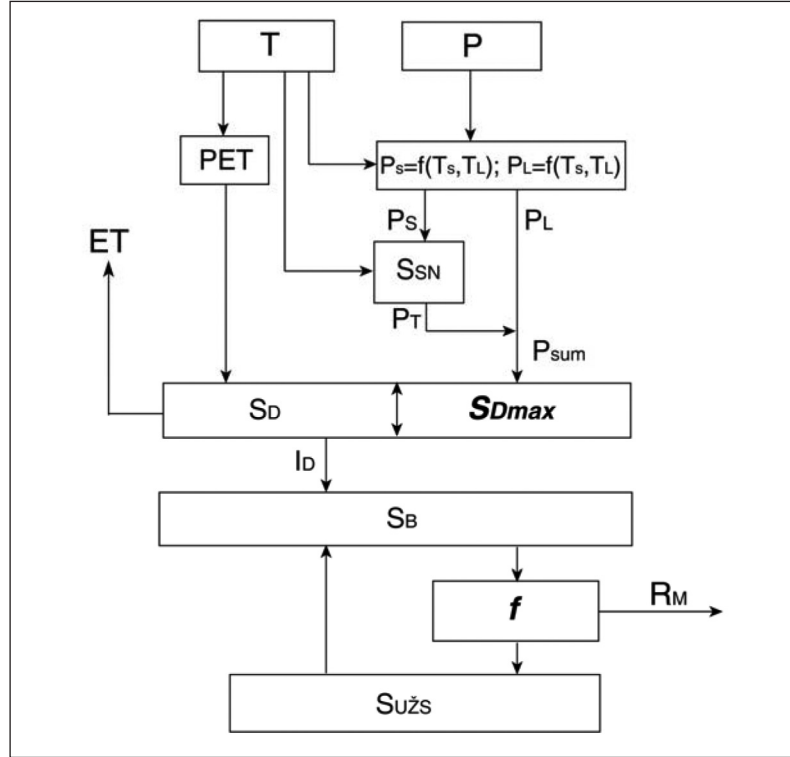 T
P
PET
Ps=f(Ts,TL); PL=f(Ts,TL)
PS
PL
ET
SSN
PT
Psum
SD
SDmax
ID
SB
f
RM
SUŽS